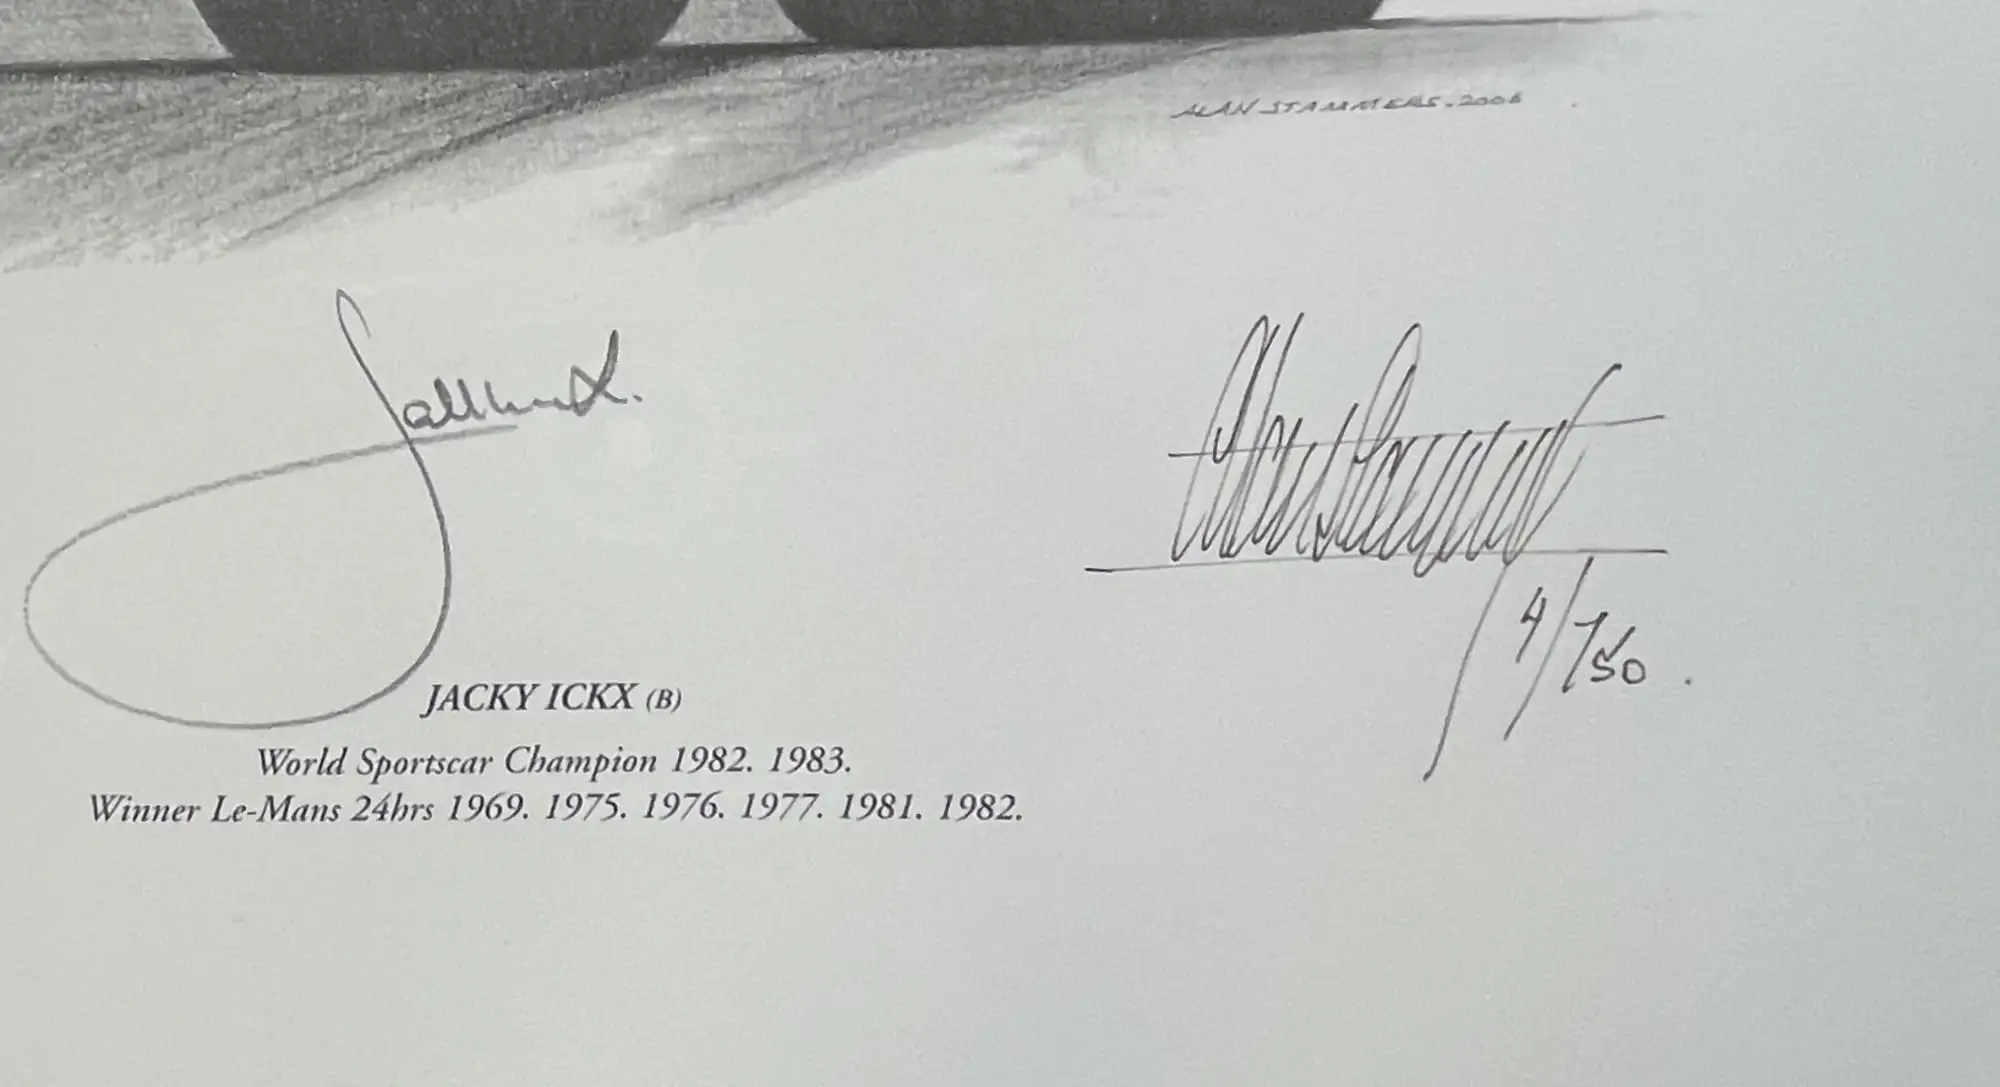 ALAN STAMMERS. 2006
JACKY ICKX (B)
World Sportscar Champion 1982. 1983.
Winner Le-Mans 24hrs 1969. 1975. 1976. 1977. 1981. 1982.
4/750.